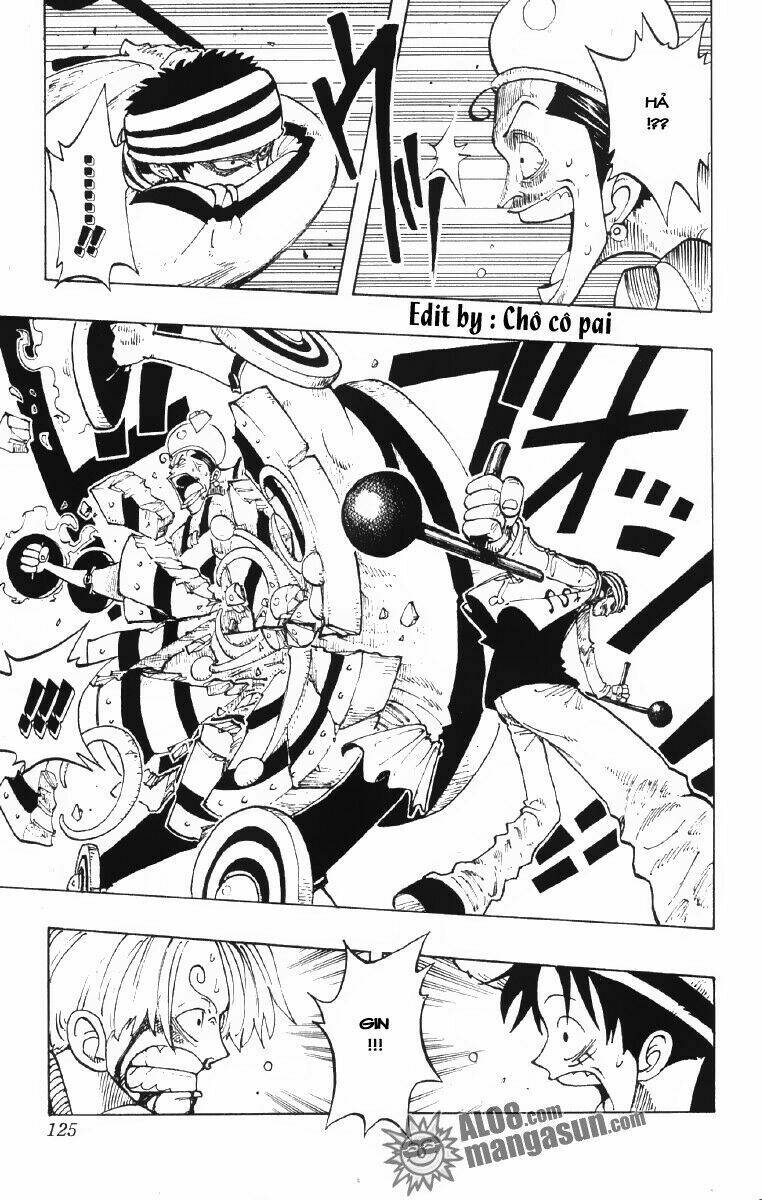 HẢ
!??
......!!
Edit by : Chô cô pai
!!!
GIN
!!!
125
ALO8.com
mangasun.com